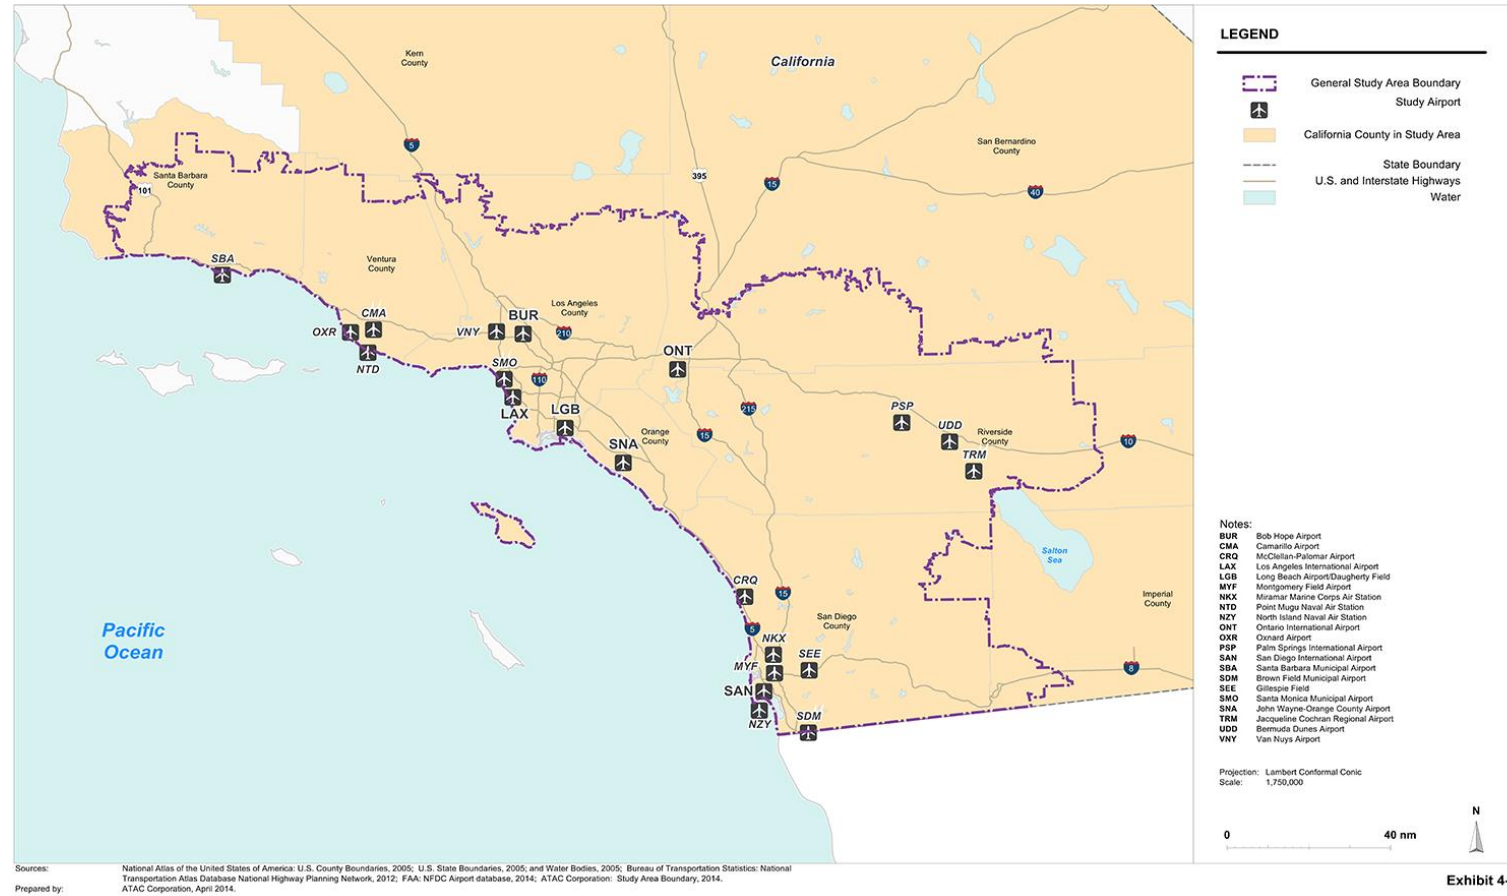 Kern
County
California
LEGEND
General Study Area Boundary
Study Airport
California County in Study Area
State Boundary
U.S. and Interstate Highways
Water
5
San Bernardino
County
395
15
40
Santa Barbara
County
101
SBA
Ventura
County
Los Angeles
County
CMA
OXR
NTD
VNY
BUR
210
SMO
110
LAX
LGB
ONT
215
15
Orange
County
SNA
PSP
UDD
Riverside
County
TRM
10
Salton
Sea
Imperial
County
CRQ
15
San Diego
County
5
NKX
MYF
SEE
8
SAN
NZY
SDM
Pacific
Ocean
Notes:
BUR Bob Hope Airport
CMA Camarillo Airport
CRQ McClellan-Palomar Airport
LAX Los Angeles International Airport
LGB Long Beach Airport/Daugherty Field
MYF Montgomery Field Airport
NKX Miramar Marine Corps Air Station
NTD Point Mugu Naval Air Station
NZY North Island Naval Air Station
ONT Ontario International Airport
OXR Oxnard Airport
PSP Palm Springs International Airport
SAN San Diego International Airport
SBA Santa Barbara Municipal Airport
SDM Brown Field Municipal Airport
SEE Gillespie Field
SMO Santa Monica Municipal Airport
SNA John Wayne-Orange County Airport
TRM Jacqueline Cochran Regional Airport
UDD Bermuda Dunes Airport
VNY Van Nuys Airport
Projection: Lambert Conformal Conic
Scale: 1,750,000
N
0 40 nm
Sources: National Atlas of the United States of America: U.S. County Boundaries, 2005; U.S. State Boundaries, 2005; and Water Bodies, 2005; Bureau of Transportation Statistics: National
Transportation Atlas Database National Highway Planning Network, 2012; FAA: NFDC Airport database, 2014; ATAC Corporation: Study Area Boundary, 2014.
Prepared by: ATAC Corporation, April 2014.
Exhibit 4-